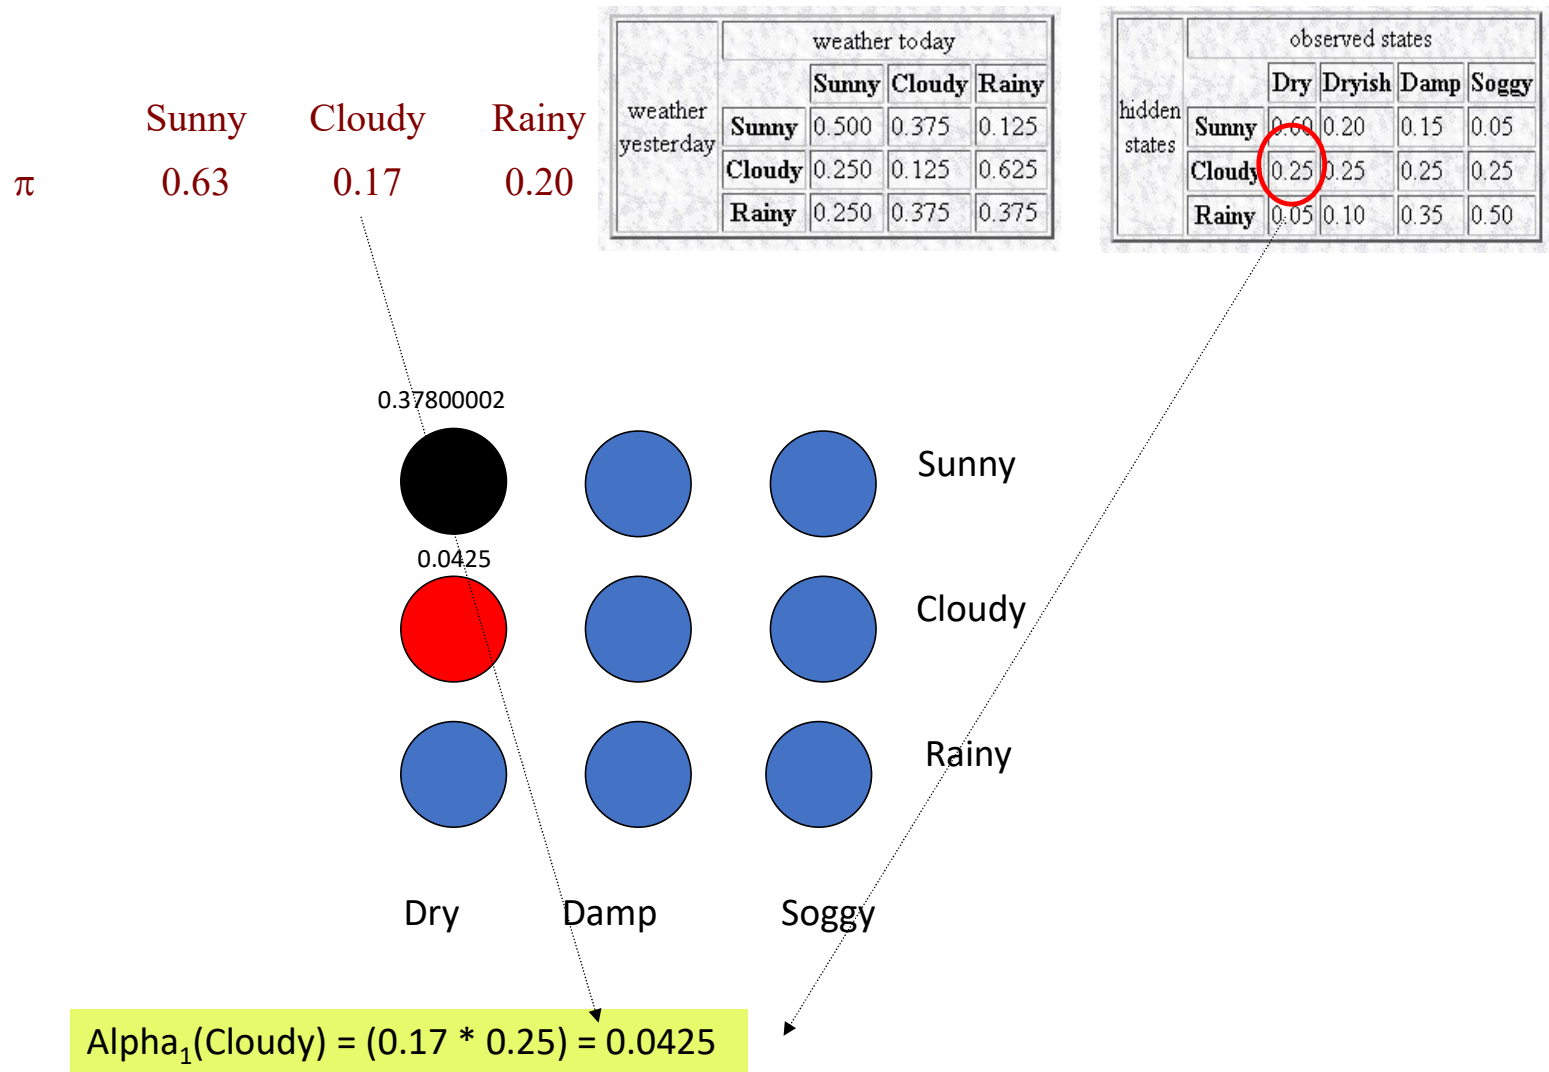 Sunny Cloudy Rainy
π 0.63 0.17 0.20
weather today
Sunny Cloudy Rainy
weather yesterday
Sunny 0.500 0.375 0.125
Cloudy 0.250 0.125 0.625
Rainy 0.250 0.375 0.375
observed states
Dry Dryish Damp Soggy
hidden states
Sunny 0.60 0.20 0.15 0.05
Cloudy 0.25 0.25 0.25 0.25
Rainy 0.05 0.10 0.35 0.50
0.37800002
Sunny
0.0425
Cloudy
Rainy
Dry Damp Soggy
Alpha₁(Cloudy) = (0.17 * 0.25) = 0.0425